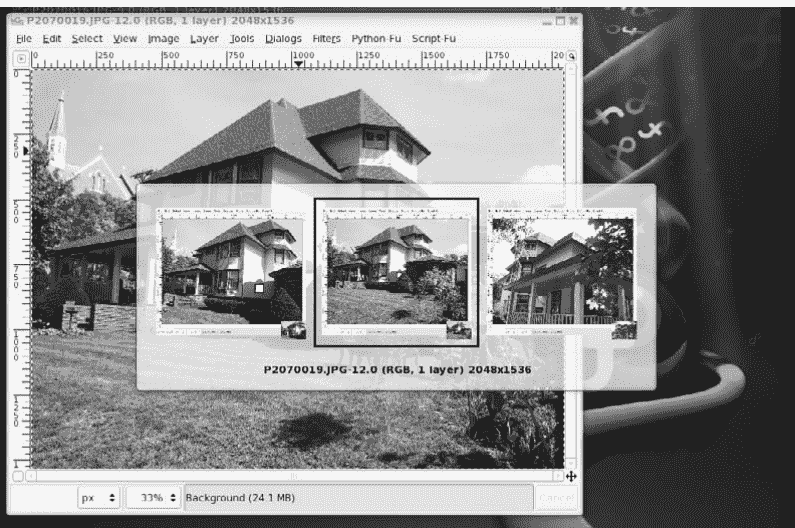 P2070019.JPG-12.0 (RGB, 1 layer) 2048x1536
File Edit Select View Image Layer Tools Dialogs Filters Python-Fu Script-Fu
0 250 500 750 1000 1250 1500 1750 20
P2070019.JPG-12.0 (RGB, 1 layer) 2048x1536
px 33% Background (24.1 MB) Cancel